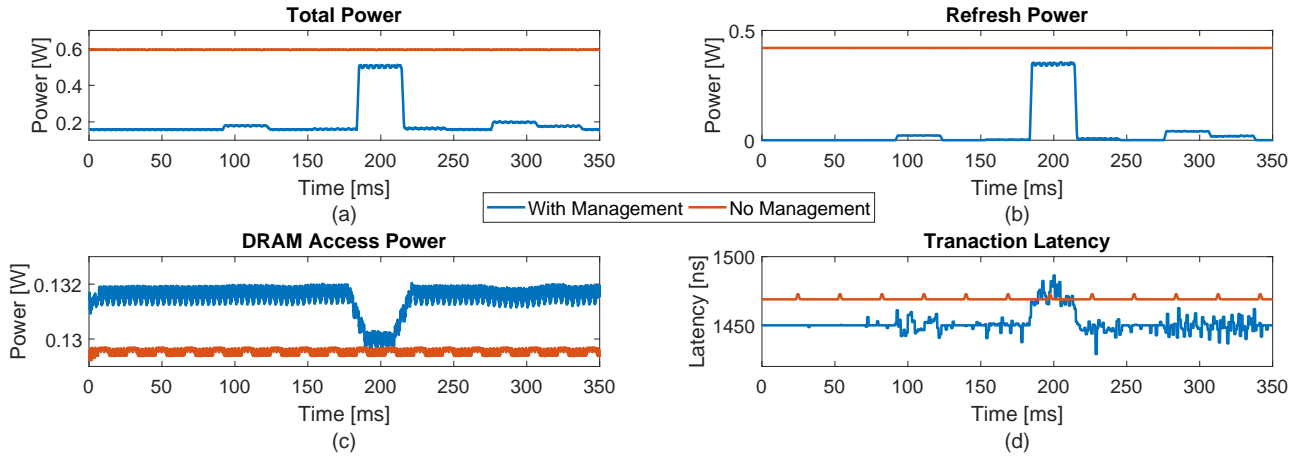 Total Power
Power [W]
0.6
0.4
0.2
0 50 100 150 200 250 300 350
Time [ms]
(a)
Refresh Power
Power [W]
0.5
0
0 50 100 150 200 250 300 350
Time [ms]
(b)
With Management No Management
DRAM Access Power
Power [W]
0.132
0.13
0 50 100 150 200 250 300 350
Time [ms]
(c)
Tranaction Latency
Latency [ns]
1500
1450
0 50 100 150 200 250 300 350
Time [ms]
(d)